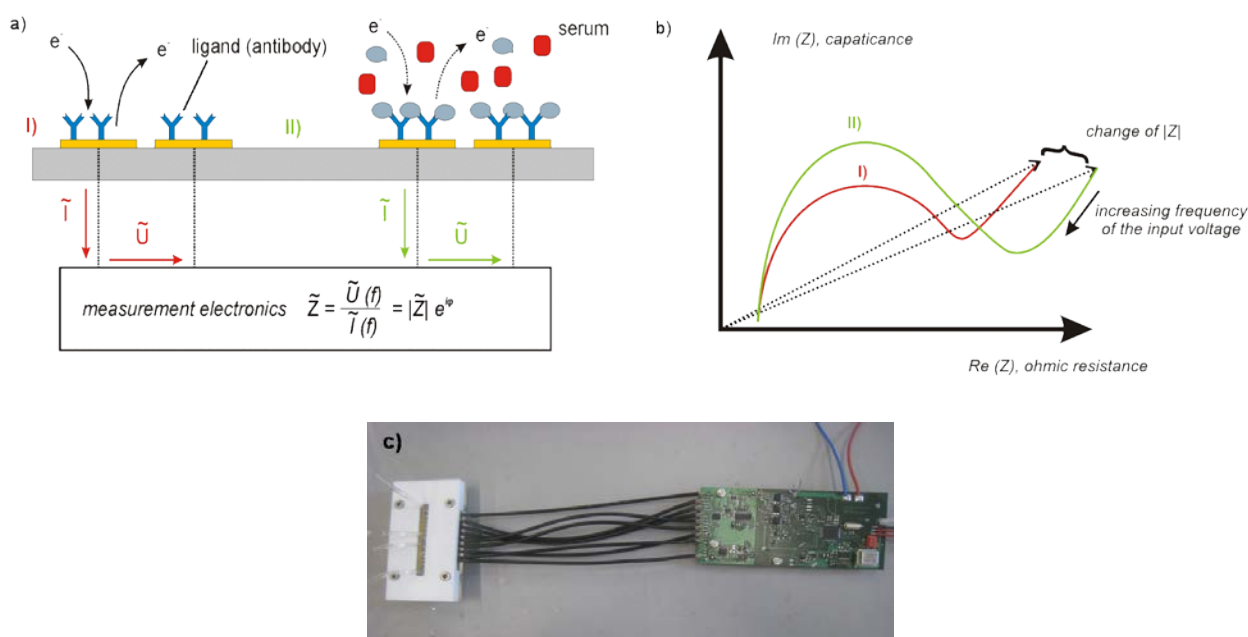 a)
e-
e-
ligand (antibody)
e-
e-
serum
I)
II)
Ĩ
Ũ
Ĩ
Ũ
measurement electronics Z̃ = Ũ (f) / Ĩ (f) = |Z̃| e^iφ
b)
Im (Z), capaticance
II)
I)
change of |Z|
increasing frequency
of the input voltage
Re (Z), ohmic resistance
c)